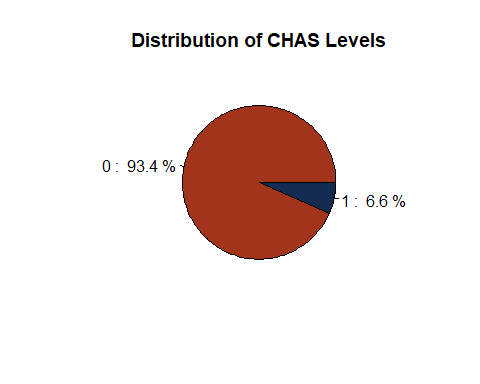 Distribution of CHAS Levels
0 :  93.4 %
1 :  6.6 %